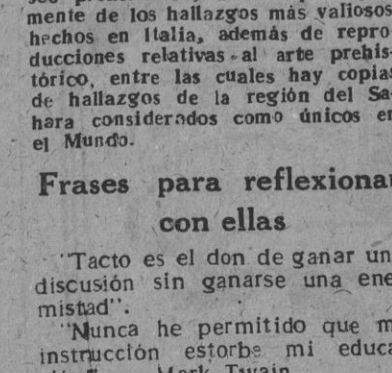 mente de los hallazgos más valiosos
hechos en Italia, además de repro
ducciones relativas al arte prehis
tórico, entre las cuales hay copias
de hallazgos de la región del Sa
hara considerados como únicos en
el Mundo.
Frases para reflexionar
con ellas
"Tacto es el don de ganar un
discusión sin ganarse una ene
mistad".
"Nunca he permitido que m
instrucción estorbe mi educa
Mark Twain